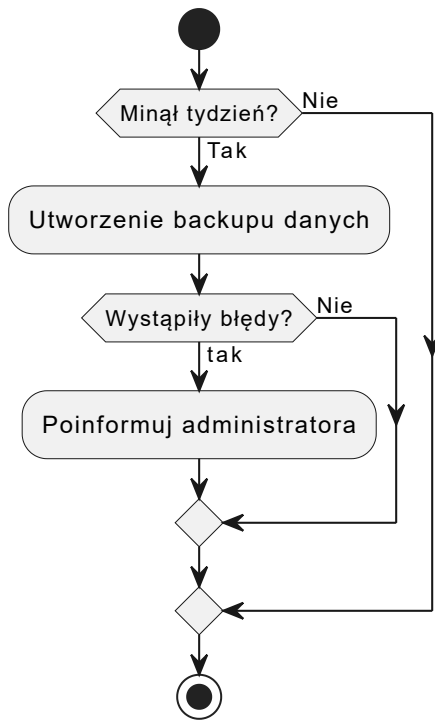 Minął tydzień?
Nie
Tak
Utworzenie backupu danych
Wystąpiły błędy?
Nie
tak
Poinformuj administratora